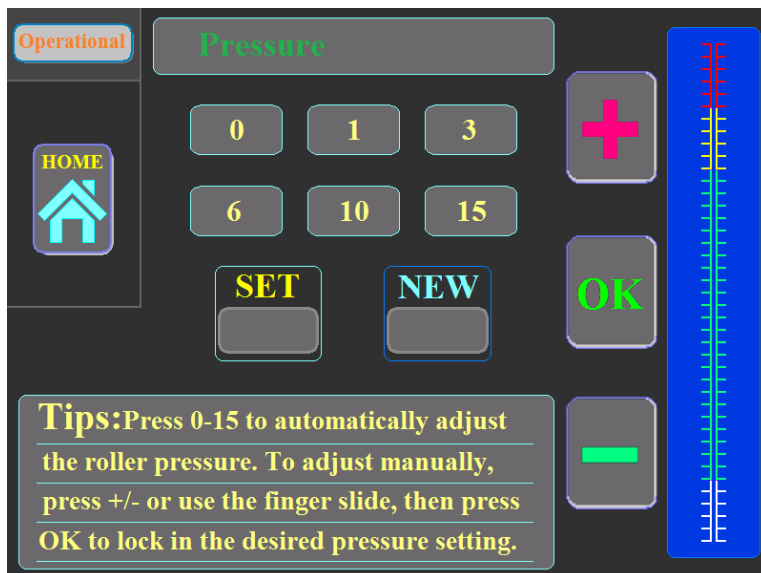 Operational
Pressure
HOME
0 1 3
6 10 15
SET NEW
OK
Tips:Press 0-15 to automatically adjust
the roller pressure. To adjust manually,
press +/- or use the finger slide, then press
OK to lock in the desired pressure setting.